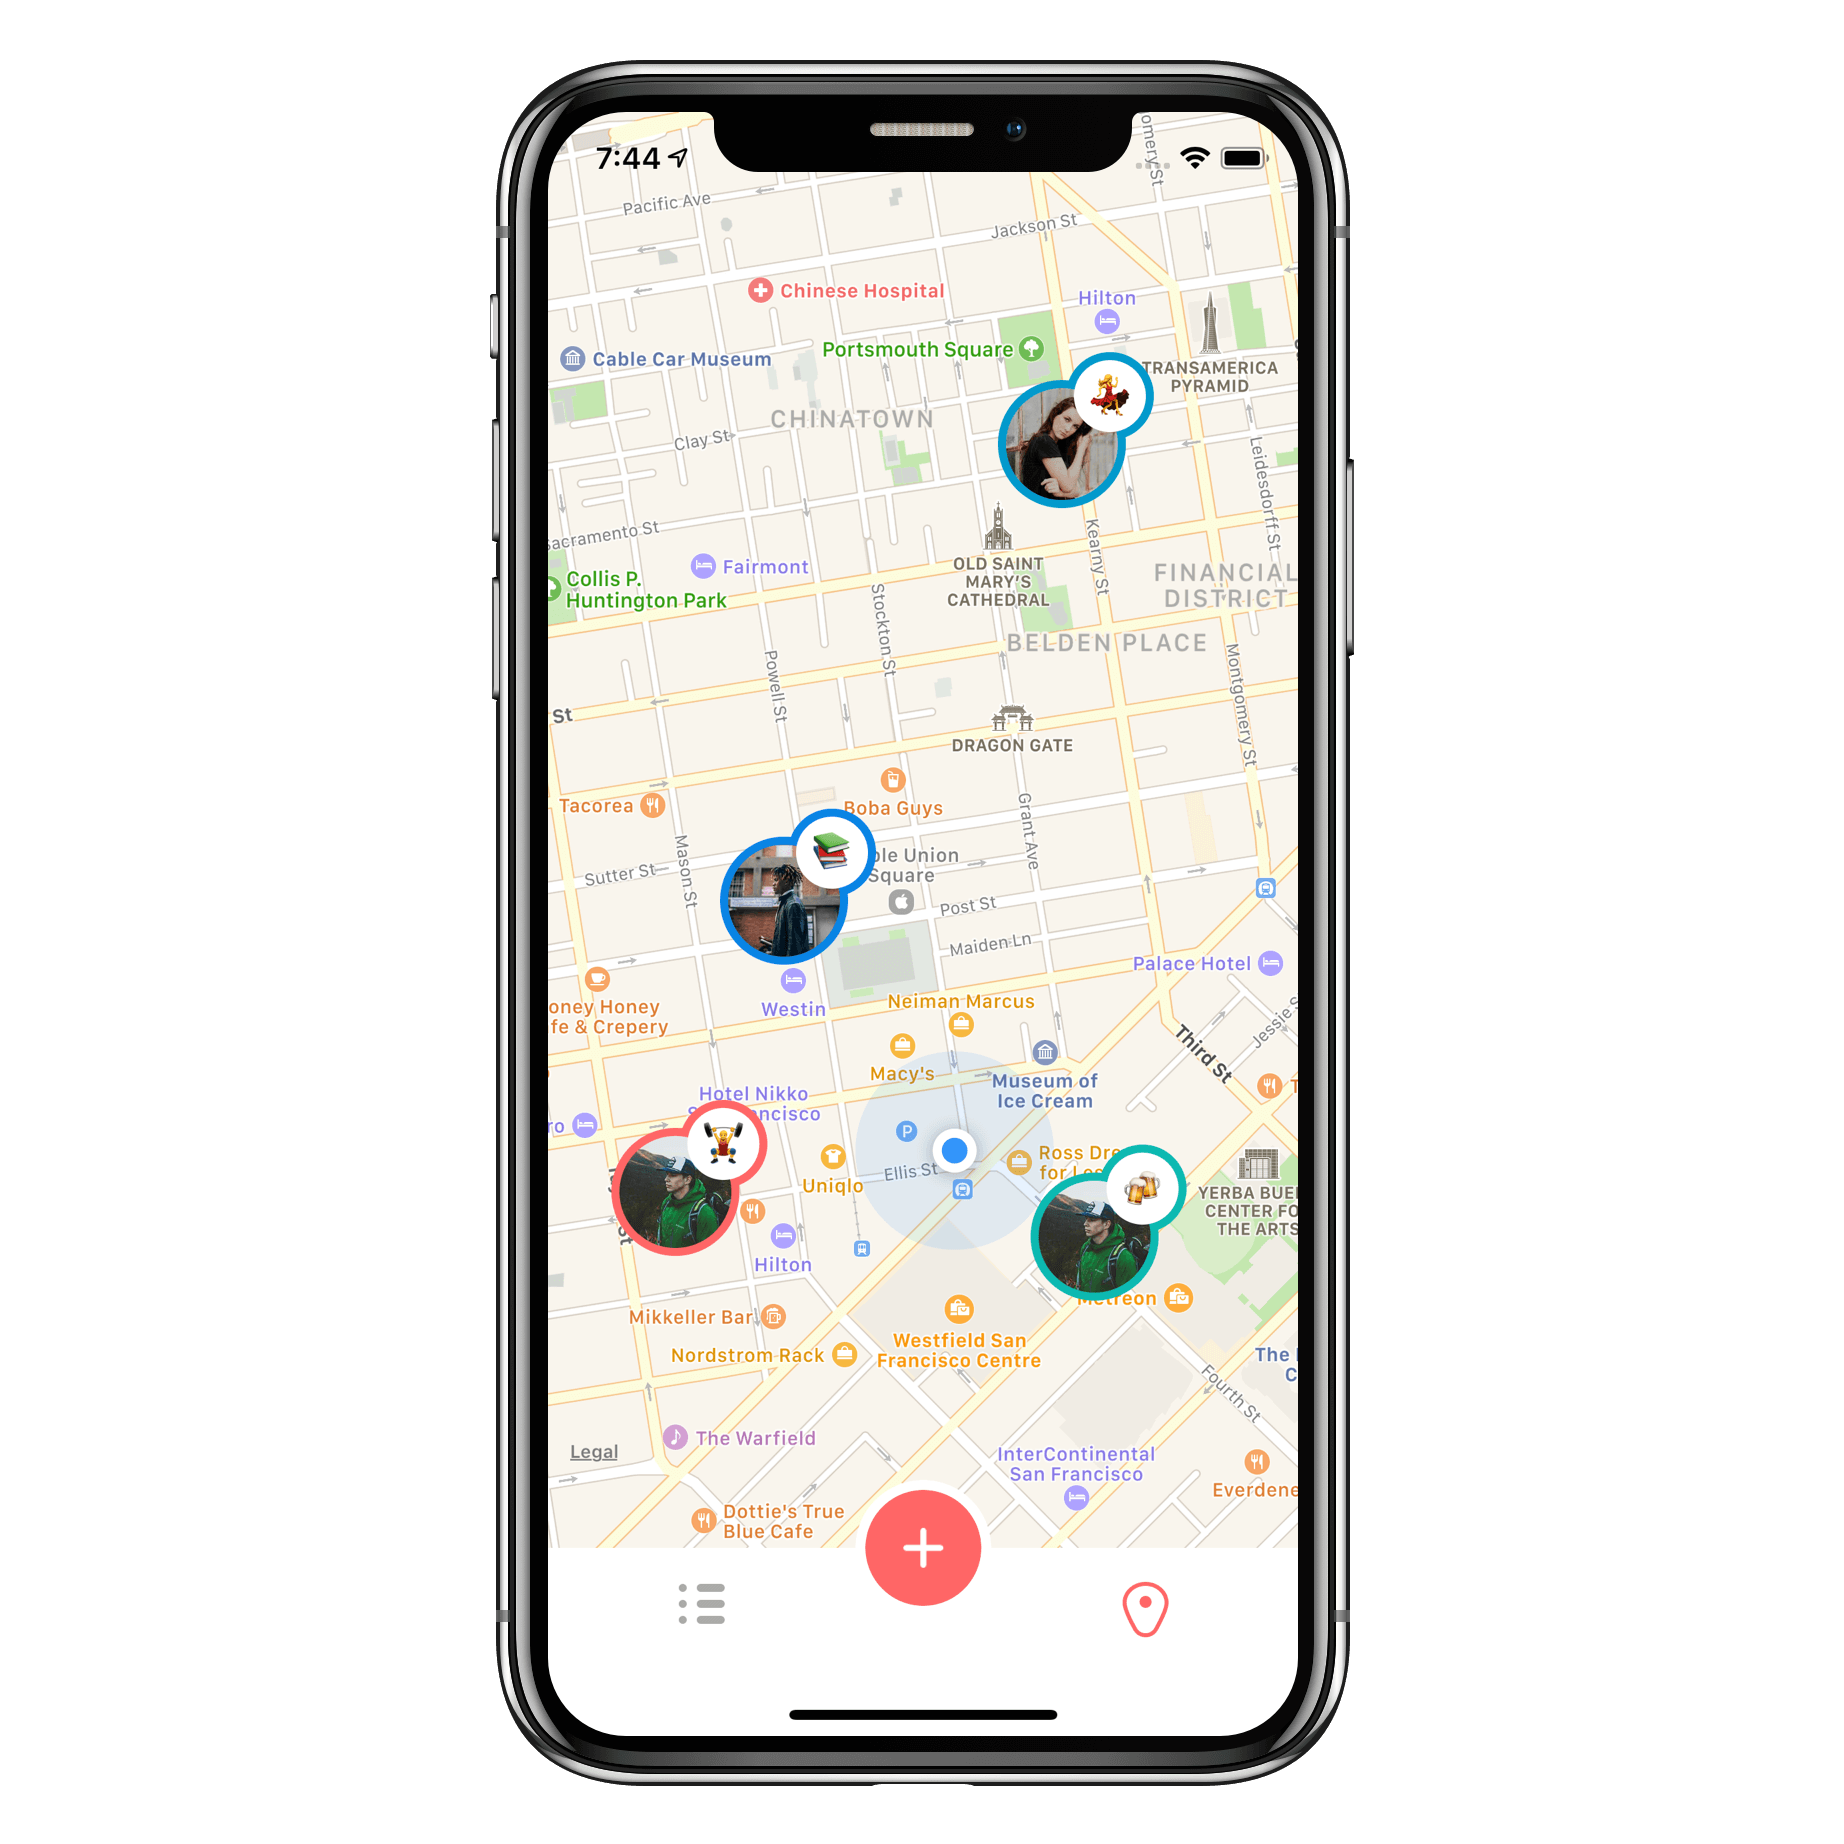 7:44
omery St
Pacific Ave
Jackson St
Chinese Hospital
Hilton
Portsmouth Square
Cable Car Museum
TRANSAMERICA
PYRAMID
CHINATOWN
Clay St
Leidesdorff St
Sacramento St
Kearny St
OLD SAINT
MARY'S
CATHEDRAL
Fairmont
FINANCIAL
DISTRICT
Collis P.
Huntington Park
Stockton St
BELDEN PLACE
Powell St
Montgomery St
St
DRAGON GATE
Boba Guys
Tacorea
Grant Ave
Mason St
ble Union
Square
Sutter St
Post St
Maiden Ln
Palace Hotel
Westin
Neiman Marcus
oney Honey
fe & Crepery
Jessie S
Third St
Macy's
Museum of
Ice Cream
Hotel Nikko
ncisco
ro
P
Ross Dre
for Les
Ellis St
Uniqlo
YERBA BUE
CENTER FO
THE ARTS
St
Hilton
Metreon
Mikkeller Bar
Westfield San
Francisco Centre
Nordstrom Rack
The
C
Fourth St
The Warfield
Legal
InterContinental
San Francisco
Everdene
Dottie's True
Blue Cafe